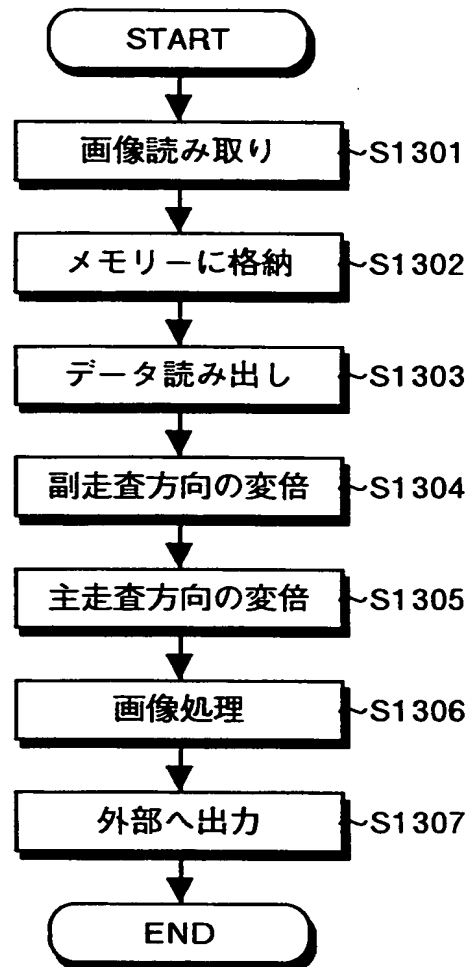 START
画像読み取り ~S1301
メモリーに格納 ~S1302
データ読み出し ~S1303
副走査方向の変倍 ~S1304
主走査方向の変倍 ~S1305
画像処理 ~S1306
外部へ出力 ~S1307
END